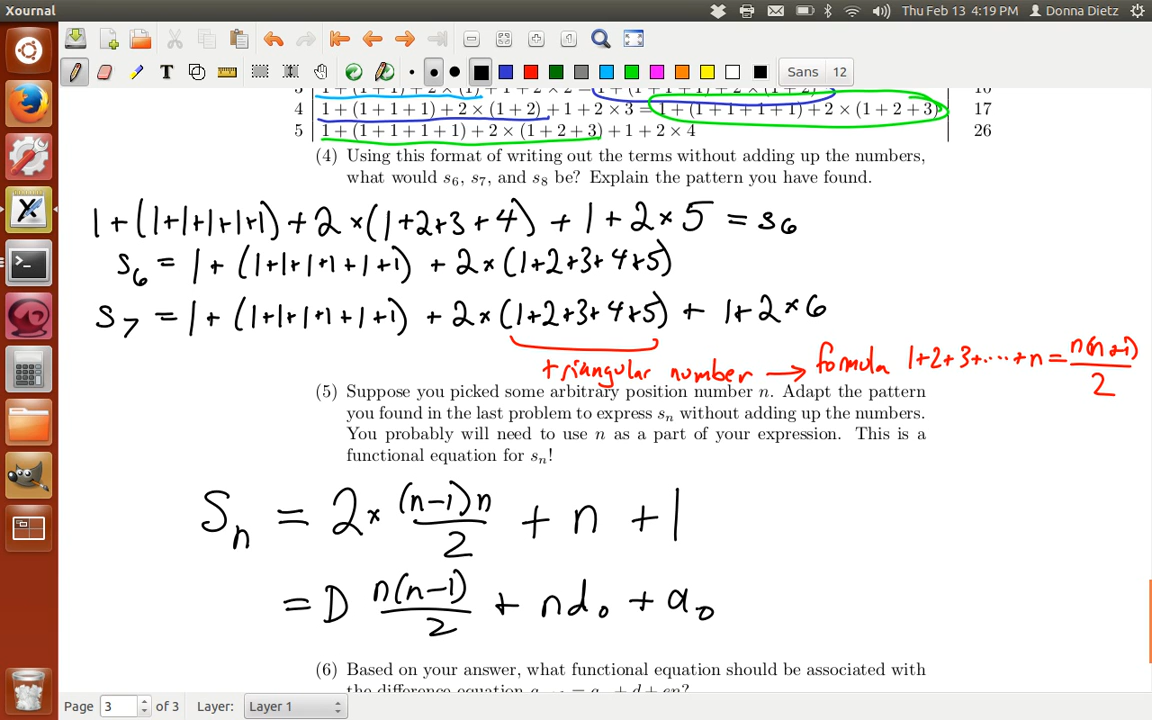 Xournal
Thu Feb 13 4:19 PM Donna Dietz
T
Sans 12
4 1 + (1 + 1 + 1) + 2 × (1 + 2) + 1 + 2 × 3 = 1 + (1 + 1 + 1 + 1) + 2 × (1 + 2 + 3) 17
5 1 + (1 + 1 + 1 + 1) + 2 × (1 + 2 + 3) + 1 + 2 × 4 26
(4) Using this format of writing out the terms without adding up the numbers,
what would s₆, s₇, and s₈ be? Explain the pattern you have found.
1+(1+1+1+1+1)+2×(1+2+3+4)+1+2×5 = s₆
s₆ = 1+(1+1+1+1+1+1) + 2×(1+2+3+4+5)
s₇ = 1+(1+1+1+1+1+1) + 2×(1+2+3+4+5) + 1+2×6
triangular number → formula 1+2+3+...+n = n(n+1)/2
(5) Suppose you picked some arbitrary position number n. Adapt the pattern
you found in the last problem to express sₙ without adding up the numbers.
You probably will need to use n as a part of your expression. This is a
functional equation for sₙ!
Sₙ = 2× (n-1)n/2 + n + 1
= D n(n-1)/2 + nd₀ + a₀
(6) Based on your answer, what functional equation should be associated with
Page 3 of 3 Layer: Layer 1